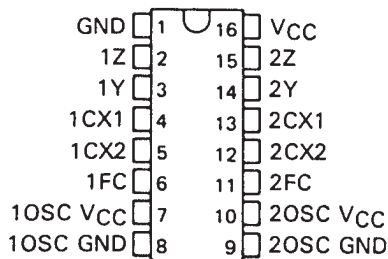 GND 1 16 VCC
1Z 2 15 2Z
1Y 3 14 2Y
1CX1 4 13 2CX1
1CX2 5 12 2CX2
1FC 6 11 2FC
1OSC VCC 7 10 2OSC VCC
1OSC GND 8 9 2OSC GND